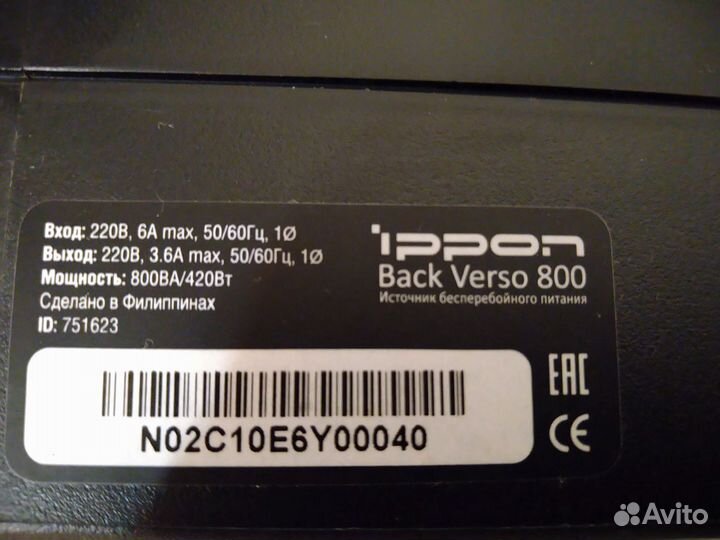 Вход: 220В, 6А max, 50/60Гц, 1Ø
Выход: 220В, 3.6А max, 50/60Гц, 1Ø
Мощность: 800ВА/420Вт
Сделано в Филиппинах
ID: 751623
ippon
Back Verso 800
Источник бесперебойного питания
EAC
CE
N02C10E6Y00040
Avito